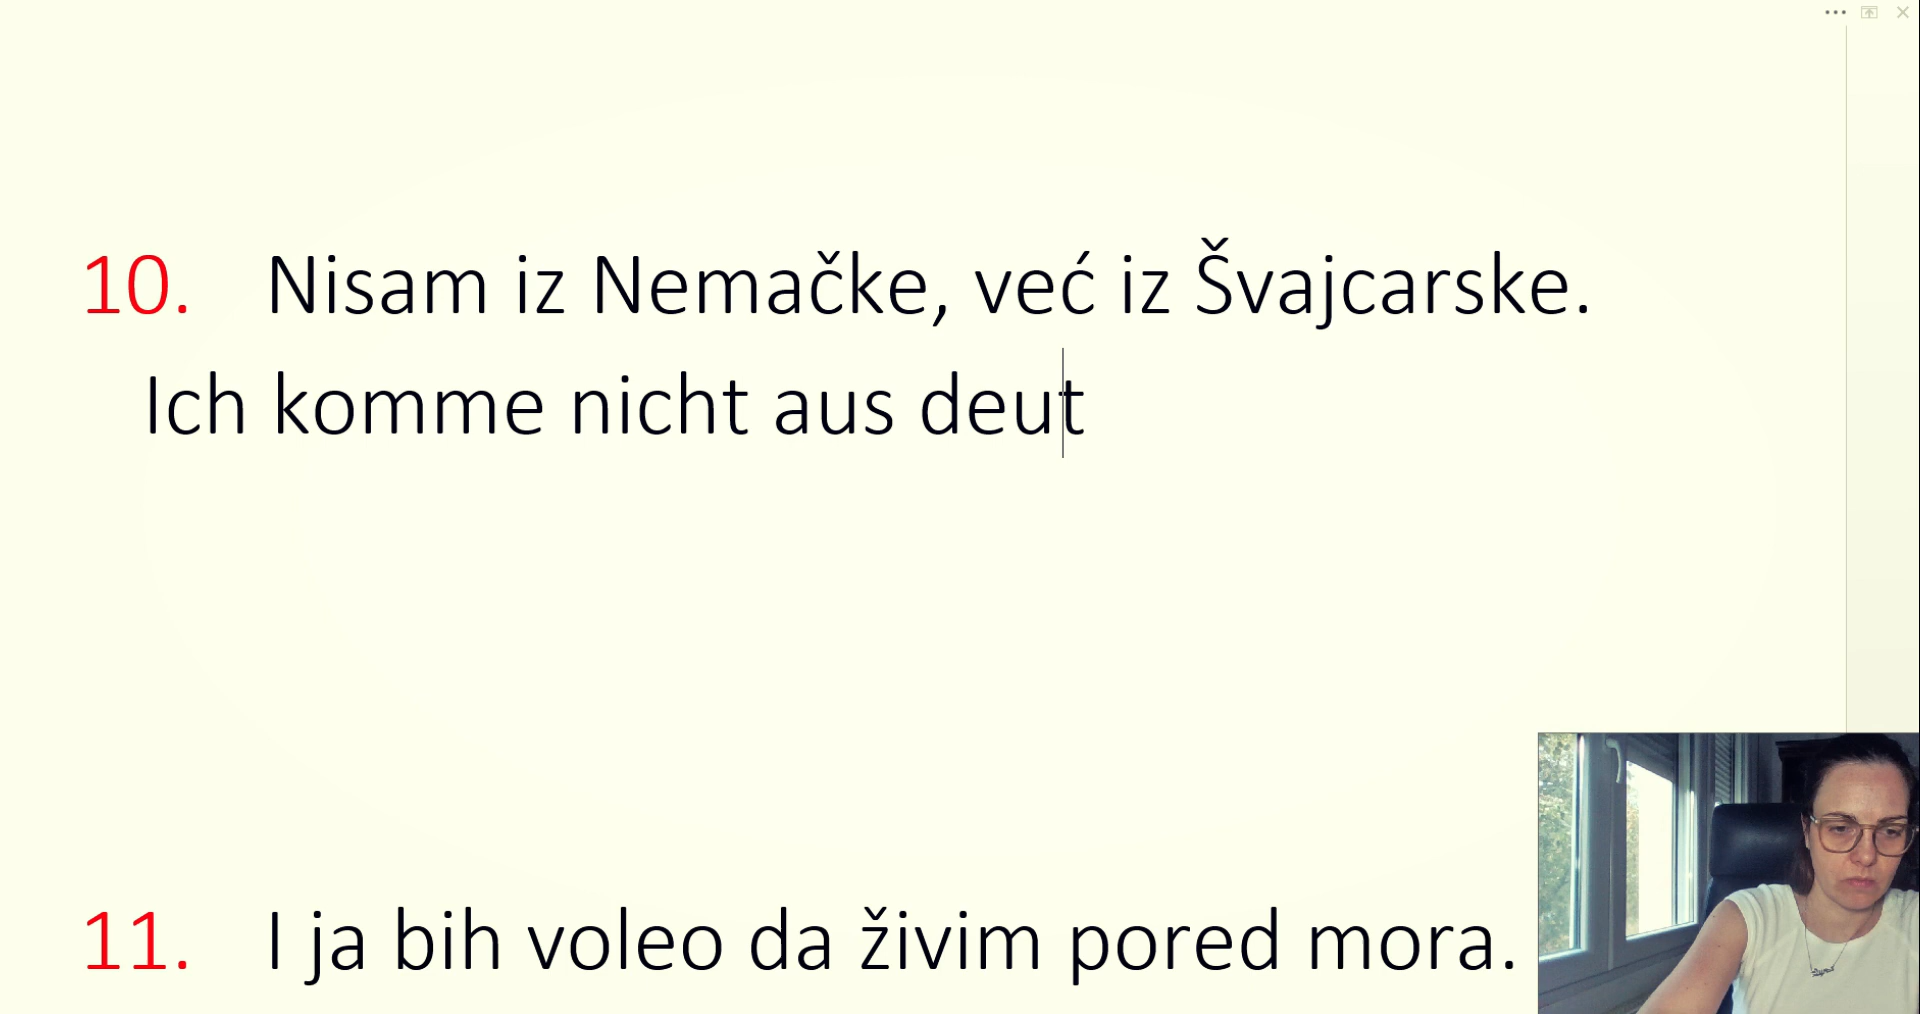 10. Nisam iz Nemačke, već iz Švajcarske.
Ich komme nicht aus deut
11. I ja bih voleo da živim pored mora.